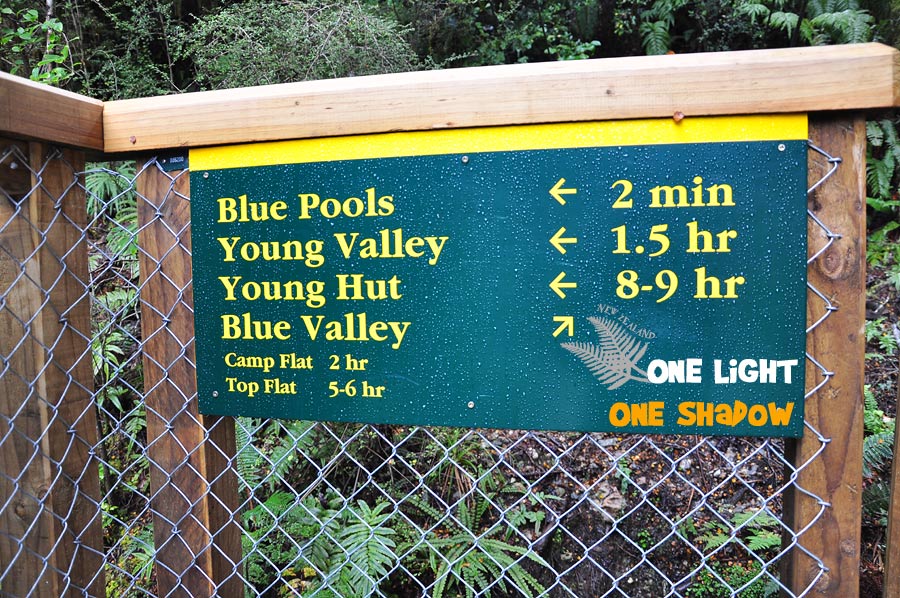 Blue Pools ← 2 min
Young Valley ← 1.5 hr
Young Hut ← 8-9 hr
Blue Valley ↗
Camp Flat 2 hr
Top Flat 5-6 hr
NEW ZEALAND
ONE LiGHT
ONE SHADOW